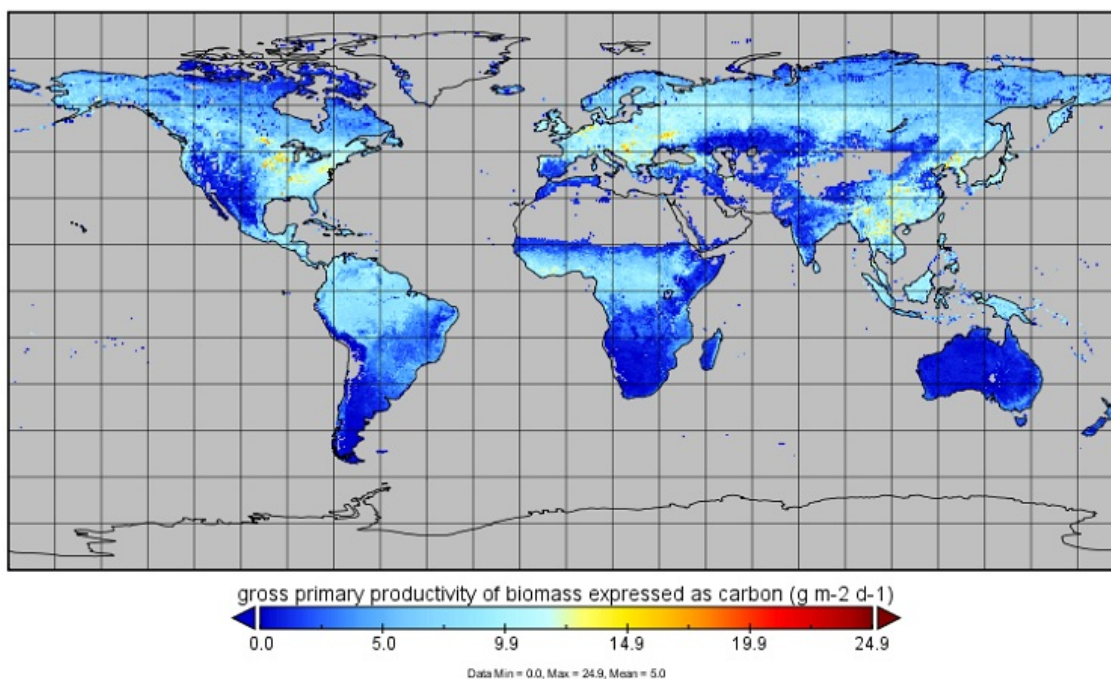 gross primary productivity of biomass expressed as carbon (g m-2 d-1)
0.0 5.0 9.9 14.9 19.9 24.9
Data Min = 0.0, Max = 24.9, Mean = 5.0